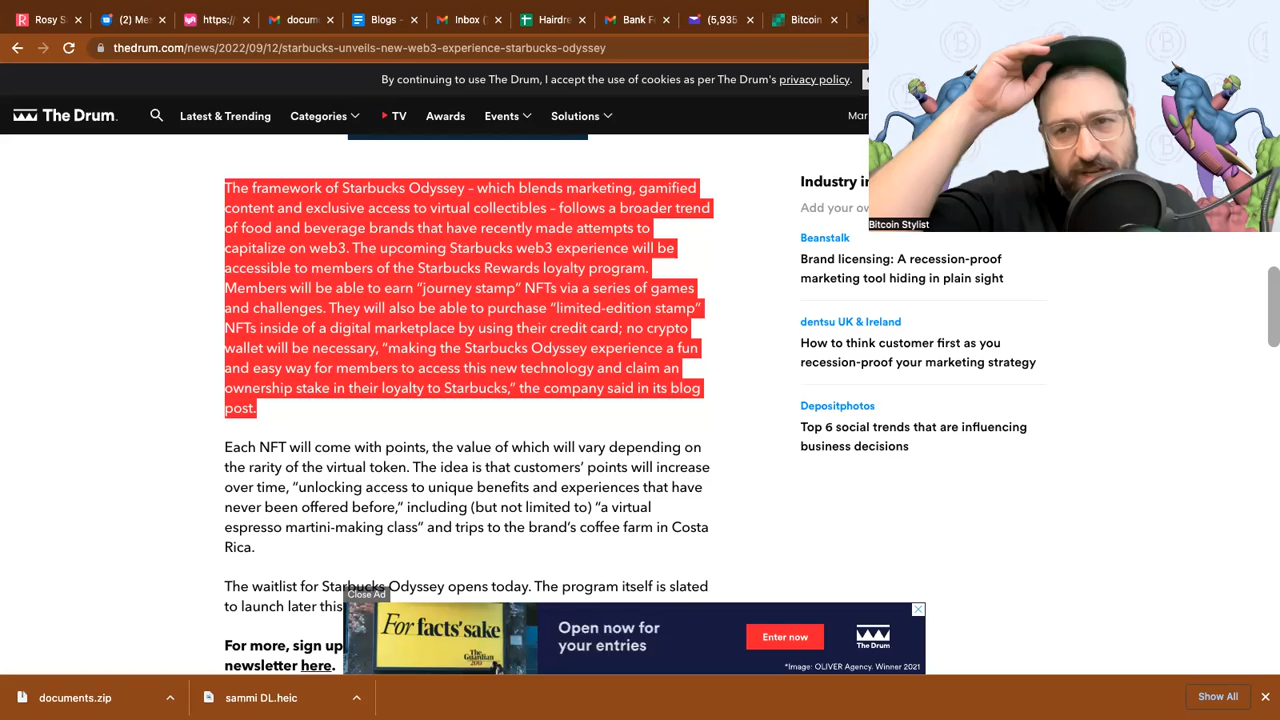 Rosy S
(2) Me
https:/
docum
Blogs -
Inbox (
Hairdre
Bank F
(5,935
Bitcoin
thedrum.com/news/2022/09/12/starbucks-unveils-new-web3-experience-starbucks-odyssey
By continuing to use The Drum, I accept the use of cookies as per The Drum's privacy policy.
The Drum.
Latest & Trending
Categories
TV
Awards
Events
Solutions
Mar
The framework of Starbucks Odyssey – which blends marketing, gamified
content and exclusive access to virtual collectibles – follows a broader trend
of food and beverage brands that have recently made attempts to
capitalize on web3. The upcoming Starbucks web3 experience will be
accessible to members of the Starbucks Rewards loyalty program.
Members will be able to earn “journey stamp” NFTs via a series of games
and challenges. They will also be able to purchase “limited-edition stamp”
NFTs inside of a digital marketplace by using their credit card; no crypto
wallet will be necessary, “making the Starbucks Odyssey experience a fun
and easy way for members to access this new technology and claim an
ownership stake in their loyalty to Starbucks,” the company said in its blog
post.
Each NFT will come with points, the value of which will vary depending on
the rarity of the virtual token. The idea is that customers’ points will increase
over time, “unlocking access to unique benefits and experiences that have
never been offered before,” including (but not limited to) “a virtual
espresso martini-making class” and trips to the brand’s coffee farm in Costa
Rica.
The waitlist for Starbucks Odyssey opens today. The program itself is slated
to launch later this
For more, sign up
newsletter here.
Industry in
Add your ow
Beanstalk
Brand licensing: A recession-proof
marketing tool hiding in plain sight
dentsu UK & Ireland
How to think customer first as you
recession-proof your marketing strategy
Depositphotos
Top 6 social trends that are influencing
business decisions
Bitcoin Stylist
Close Ad
For facts' sake
The Guardian
200
Open now for
your entries
Enter now
The Drum
*Image: OLIVER Agency. Winner 2021
documents.zip
sammi DL.heic
Show All